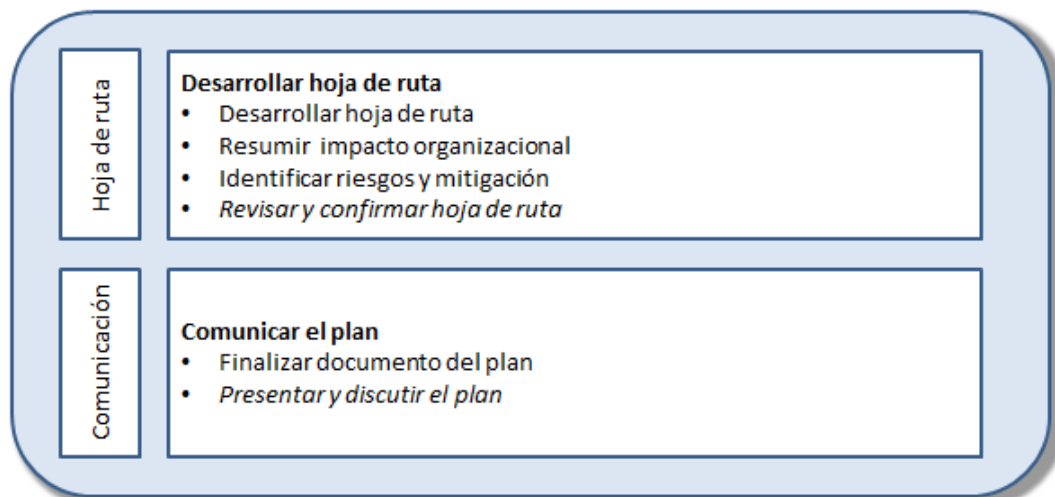 Hoja de ruta
Desarrollar hoja de ruta
• Desarrollar hoja de ruta
• Resumir impacto organizacional
• Identificar riesgos y mitigación
• Revisar y confirmar hoja de ruta
Comunicación
Comunicar el plan
• Finalizar documento del plan
• Presentar y discutir el plan